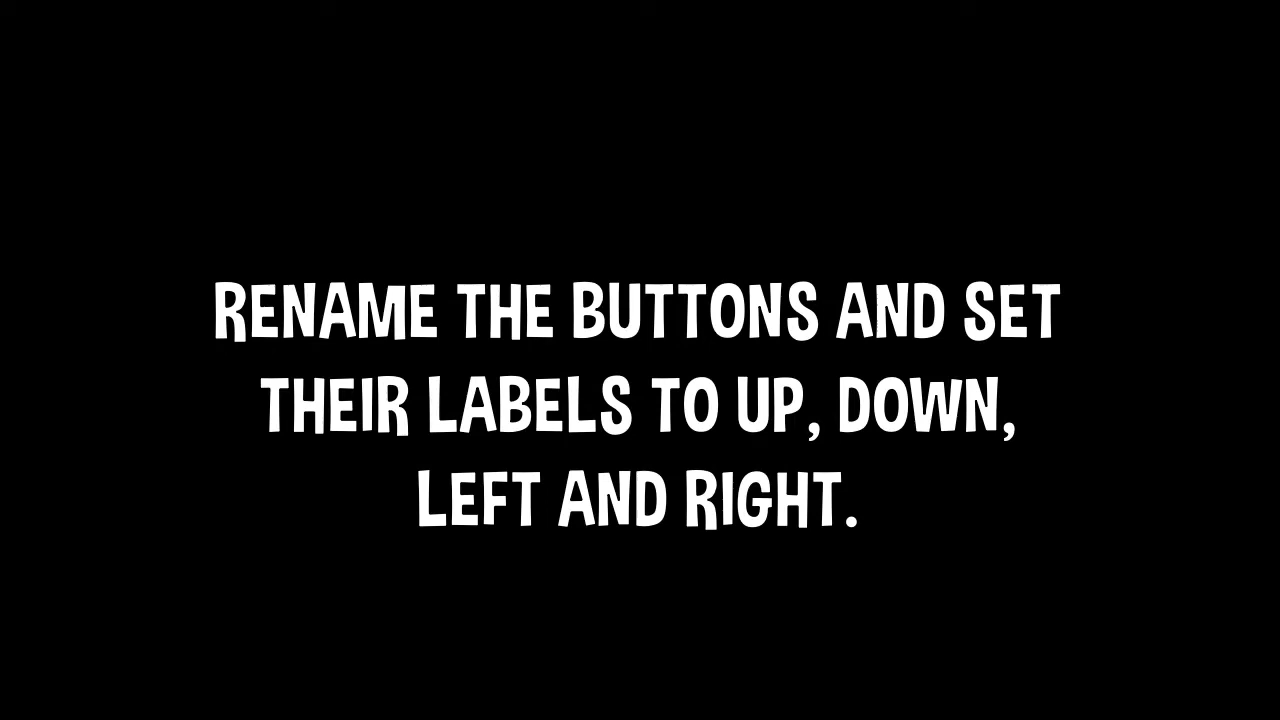 RENAME THE BUTTONS AND SET
THEIR LABELS TO UP, DOWN,
LEFT AND RIGHT.